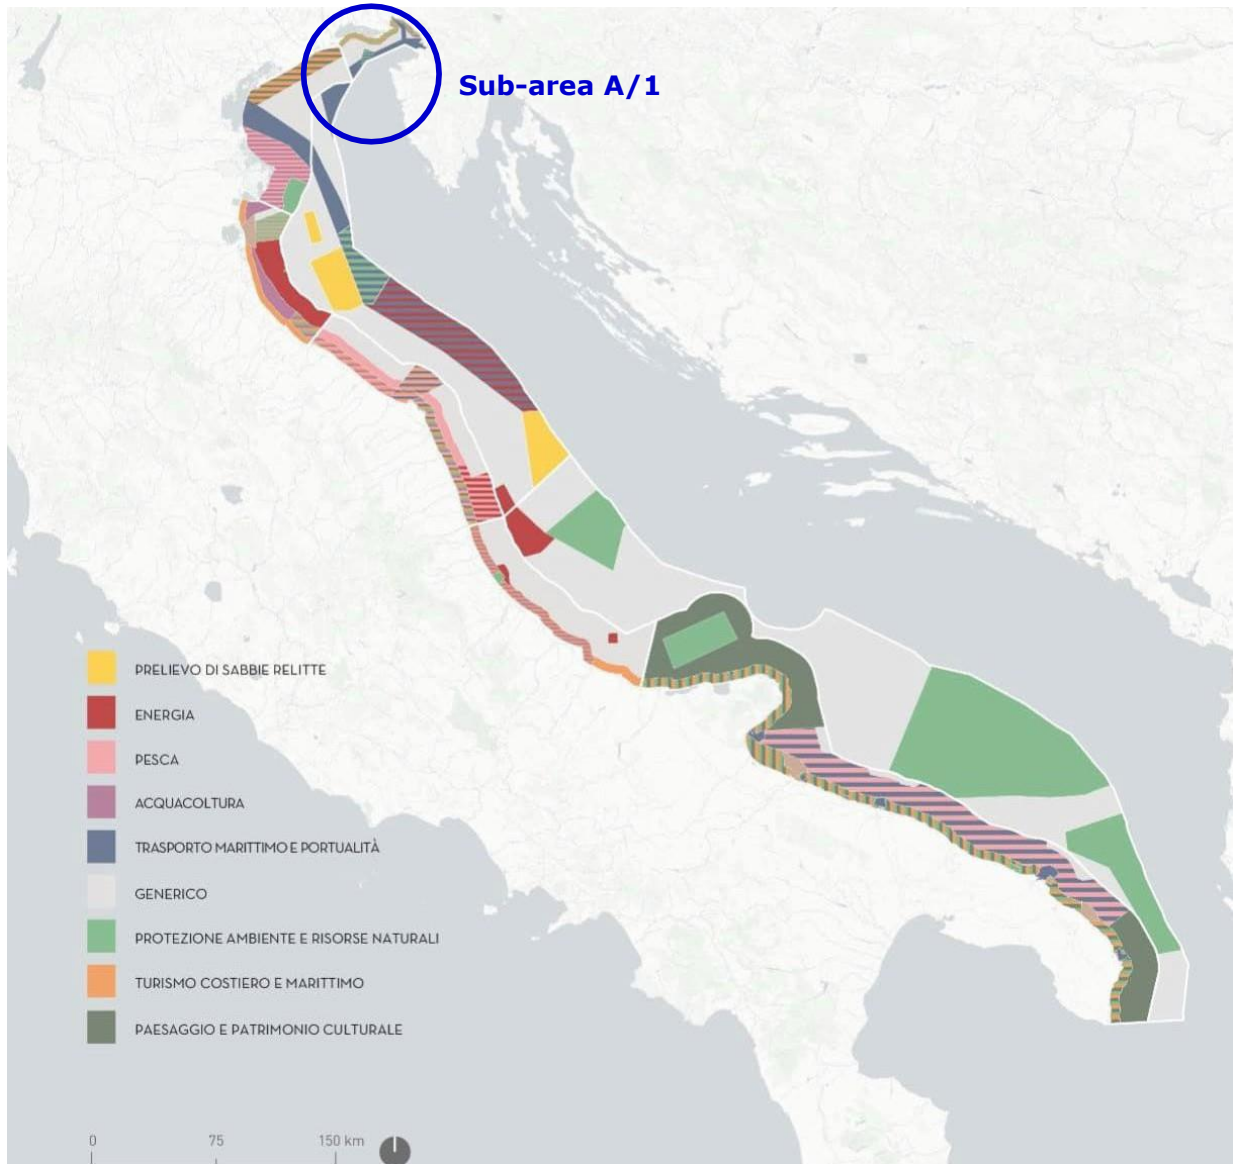 Sub-area A/1
PRELIEVO DI SABBIE RELITTE
ENERGIA
PESCA
ACQUACOLTURA
TRASPORTO MARITTIMO E PORTUALITÀ
GENERICO
PROTEZIONE AMBIENTE E RISORSE NATURALI
TURISMO COSTIERO E MARITTIMO
PAESAGGIO E PATRIMONIO CULTURALE
0 75 150 km